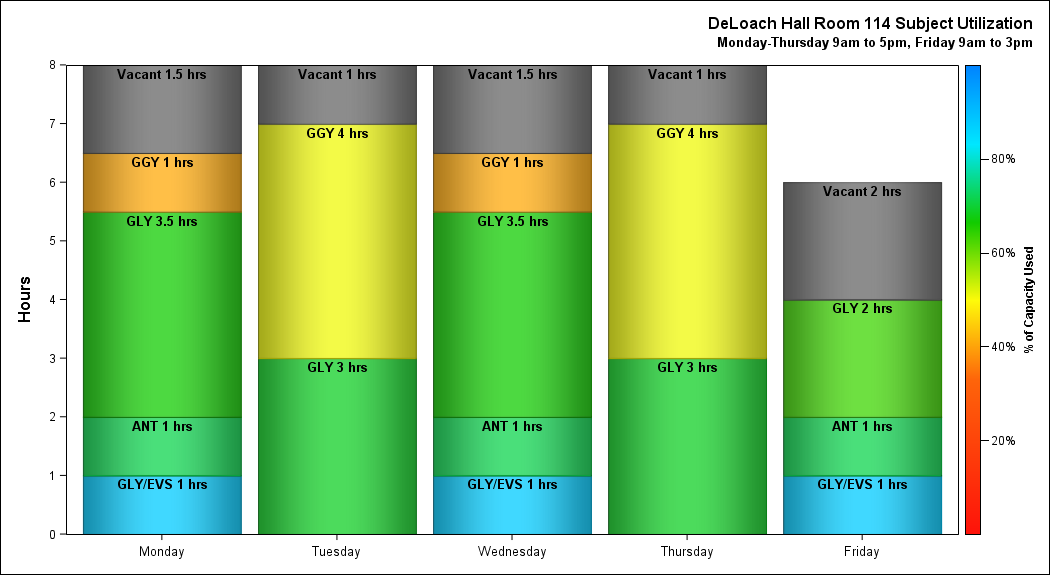 DeLoach Hall Room 114 Subject Utilization
Monday-Thursday 9am to 5pm, Friday 9am to 3pm
Hours
8
7
6
5
4
3
2
1
0
Vacant 1.5 hrs
GGY 1 hrs
GLY 3.5 hrs
ANT 1 hrs
GLY/EVS 1 hrs
Vacant 1 hrs
GGY 4 hrs
GLY 3 hrs
Vacant 1.5 hrs
GGY 1 hrs
GLY 3.5 hrs
ANT 1 hrs
GLY/EVS 1 hrs
Vacant 1 hrs
GGY 4 hrs
GLY 3 hrs
Vacant 2 hrs
GLY 2 hrs
ANT 1 hrs
GLY/EVS 1 hrs
Monday
Tuesday
Wednesday
Thursday
Friday
80%
60%
40%
20%
% of Capacity Used